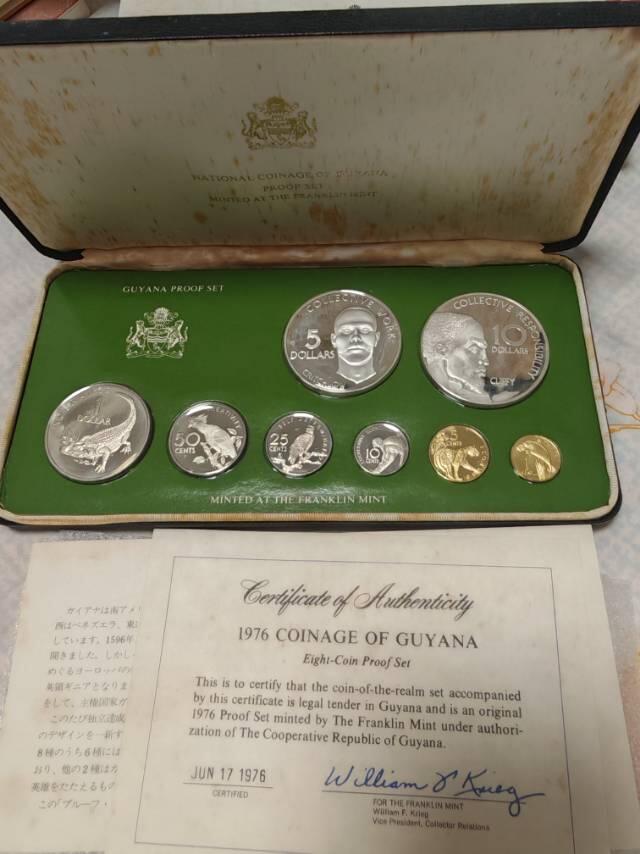 NATIONAL COINAGE OF GUYANA
PROOF SET
MINTED AT THE FRANKLIN MINT
GUYANA PROOF SET
COLLECTIVE WORK
5
DOLLARS
COLLECTIVE RESPONSIBILITY
10
DOLLARS
CUFFY
1
DOLLAR
50
CENTS
SELF
25
CENTS
10
CENTS
5
CENTS
MINTED AT THE FRANKLIN MINT
Certificate of Authenticity
1976 COINAGE OF GUYANA
Eight-Coin Proof Set
This is to certify that the coin-of-the-realm set accompanied
by this certificate is legal tender in Guyana and is an original
1976 Proof Set minted by The Franklin Mint under authori-
zation of The Cooperative Republic of Guyana.
JUN 17 1976
CERTIFIED
William F Krieg
FOR THE FRANKLIN MINT
William F. Krieg
Vice President, Collector Relations
ガイアナは南アメ
西はベネズエラ、東
しています。1596年
開きました。しかし
めぐるヨーロッパの
英領ギニアとなりま
をして、主権国家が
このたび独立達成
のデザインを一新す
8種のうち6種には
おり、他の2種はカ
英雄をたたえるもの
この「プルーフ・